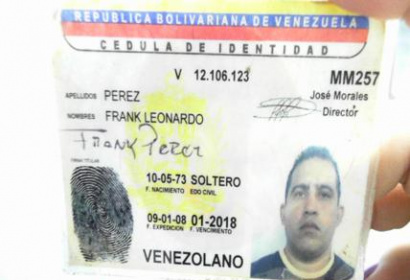 REPUBLICA BOLIVARIANA DE VENEZUELA
CEDULA DE IDENTIDAD
V 12.106.123
MM257
APELLIDOS PEREZ
José Morales
Director
NOMBRES FRANK LEONARDO
Frank Perez
FIRMA TITULAR
10-05-73 SOLTERO
F. NACIMIENTO EDO CIVIL
09-01-08 01-2018
F. EXPEDICION F. VENCIMIENTO
VENEZOLANO